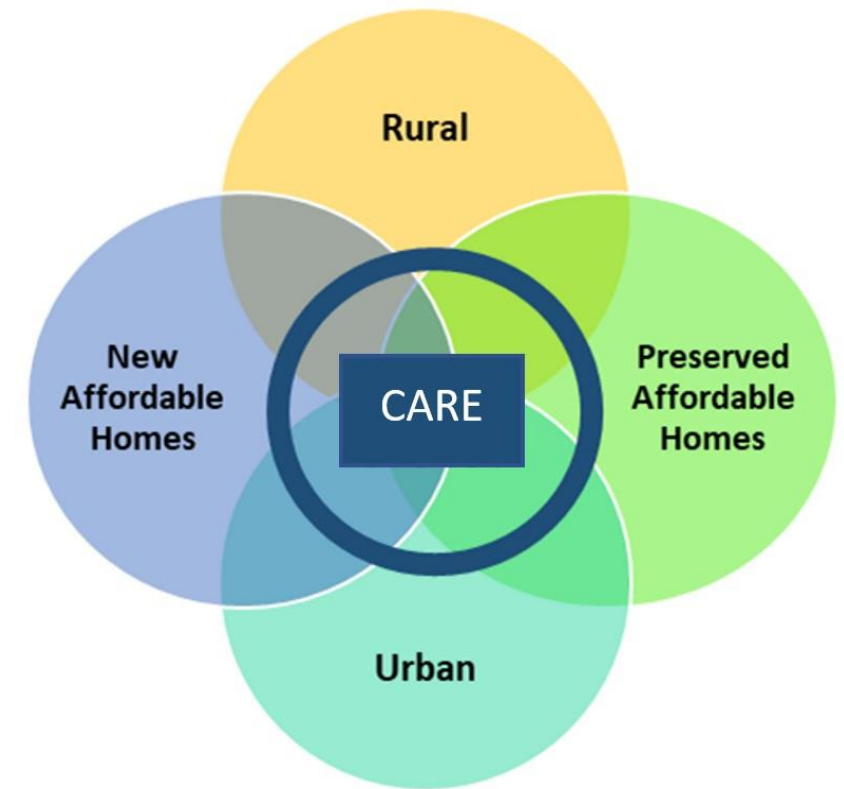 Rural
New
Affordable
Homes
CARE
Preserved
Affordable
Homes
Urban